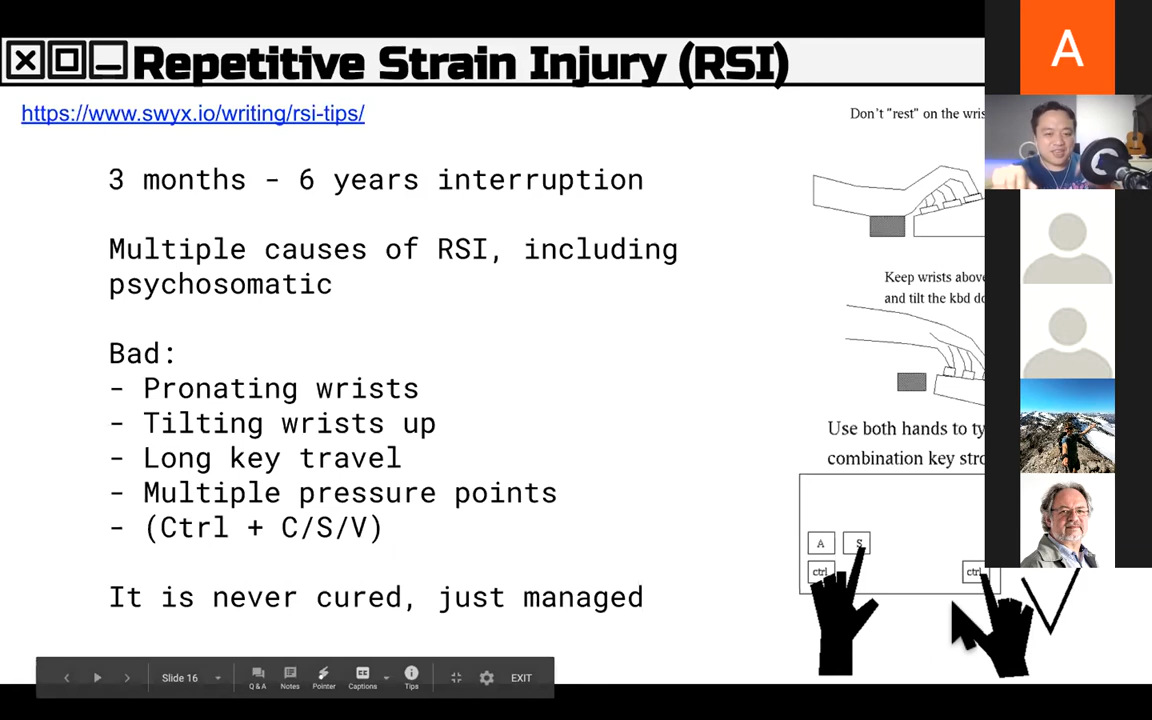 Repetitive Strain Injury (RSI)
https://www.swyx.io/writing/rsi-tips/
3 months - 6 years interruption
Multiple causes of RSI, including
psychosomatic
Bad:
- Pronating wrists
- Tilting wrists up
- Long key travel
- Multiple pressure points
- (Ctrl + C/S/V)
It is never cured, just managed
Don't "rest" on the wris
Keep wrists above
and tilt the kbd do
Use both hands to ty
combination key stro
A
S
ctrl
ctrl
A
Slide 16
Q & A
Notes
Pointer
CC
Captions
Tips
EXIT